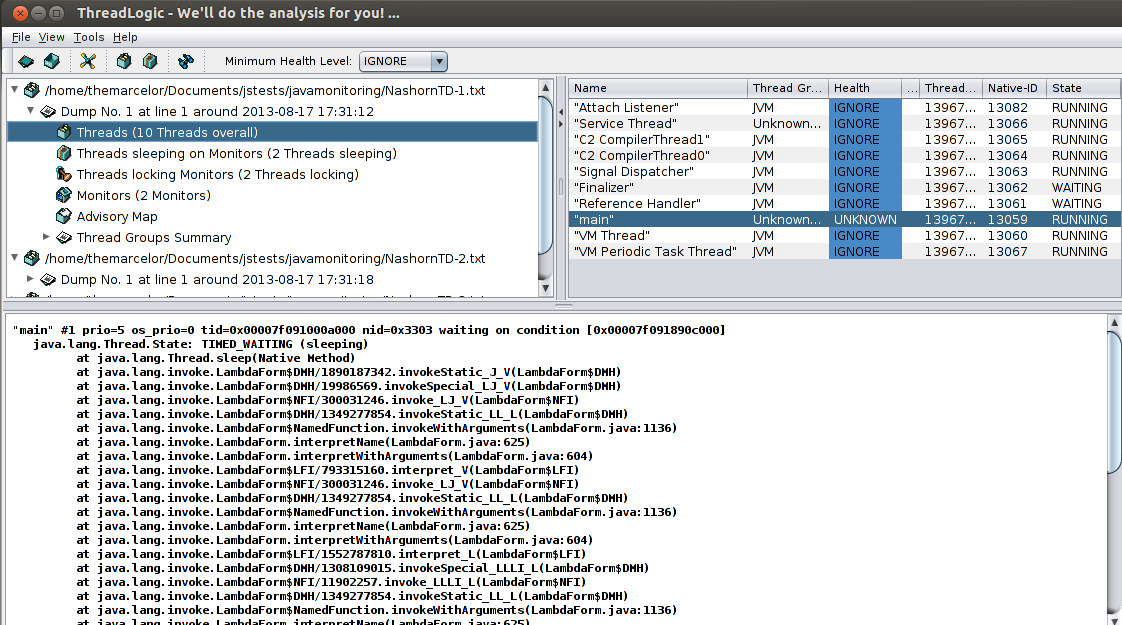 ThreadLogic - We'll do the analysis for you! ...
File View Tools Help
Minimum Health Level: IGNORE
/home/themarcelor/Documents/jstests/javamonitoring/NashornTD-1.txt
Dump No. 1 at line 1 around 2013-08-17 17:31:12
Threads (10 Threads overall)
Threads sleeping on Monitors (2 Threads sleeping)
Threads locking Monitors (2 Threads locking)
Monitors (2 Monitors)
Advisory Map
Thread Groups Summary
/home/themarcelor/Documents/jstests/javamonitoring/NashornTD-2.txt
Dump No. 1 at line 1 around 2013-08-17 17:31:18
Name Thread Gr... Health ... Thread... Native-ID State
"Attach Listener" JVM IGNORE 13967... 13082 RUNNING
"Service Thread" Unknown... IGNORE 13967... 13066 RUNNING
"C2 CompilerThread1" JVM IGNORE 13967... 13065 RUNNING
"C2 CompilerThread0" JVM IGNORE 13967... 13064 RUNNING
"Signal Dispatcher" JVM IGNORE 13967... 13063 RUNNING
"Finalizer" JVM IGNORE 13967... 13062 WAITING
"Reference Handler" JVM IGNORE 13967... 13061 WAITING
"main" Unknown... UNKNOWN 13967... 13059 RUNNING
"VM Thread" JVM IGNORE 13967... 13060 RUNNING
"VM Periodic Task Thread" JVM IGNORE 13967... 13067 RUNNING
"main" #1 prio=5 os_prio=0 tid=0x00007f091000a000 nid=0x3303 waiting on condition [0x00007f091890c000]
java.lang.Thread.State: TIMED_WAITING (sleeping)
at java.lang.Thread.sleep(Native Method)
at java.lang.invoke.LambdaForm$DMH/1890187342.invokeStatic_J_V(LambdaForm$DMH)
at java.lang.invoke.LambdaForm$DMH/19986569.invokeSpecial_LJ_V(LambdaForm$DMH)
at java.lang.invoke.LambdaForm$NFI/300031246.invoke_LJ_V(LambdaForm$NFI)
at java.lang.invoke.LambdaForm$DMH/1349277854.invokeStatic_LL_L(LambdaForm$DMH)
at java.lang.invoke.LambdaForm$NamedFunction.invokeWithArguments(LambdaForm.java:1136)
at java.lang.invoke.LambdaForm.interpretName(LambdaForm.java:625)
at java.lang.invoke.LambdaForm.interpretWithArguments(LambdaForm.java:604)
at java.lang.invoke.LambdaForm$LFI/793315160.interpret_V(LambdaForm$LFI)
at java.lang.invoke.LambdaForm$NFI/300031246.invoke_LJ_V(LambdaForm$NFI)
at java.lang.invoke.LambdaForm$DMH/1349277854.invokeStatic_LL_L(LambdaForm$DMH)
at java.lang.invoke.LambdaForm$NamedFunction.invokeWithArguments(LambdaForm.java:1136)
at java.lang.invoke.LambdaForm.interpretName(LambdaForm.java:625)
at java.lang.invoke.LambdaForm.interpretWithArguments(LambdaForm.java:604)
at java.lang.invoke.LambdaForm$LFI/1552787810.interpret_L(LambdaForm$LFI)
at java.lang.invoke.LambdaForm$DMH/1308109015.invokeSpecial_LLLI_L(LambdaForm$DMH)
at java.lang.invoke.LambdaForm$NFI/11902257.invoke_LLLI_L(LambdaForm$NFI)
at java.lang.invoke.LambdaForm$DMH/1349277854.invokeStatic_LL_L(LambdaForm$DMH)
at java.lang.invoke.LambdaForm$NamedFunction.invokeWithArguments(LambdaForm.java:1136)
at java.lang.invoke.LambdaForm.interpretName(LambdaForm.java:625)